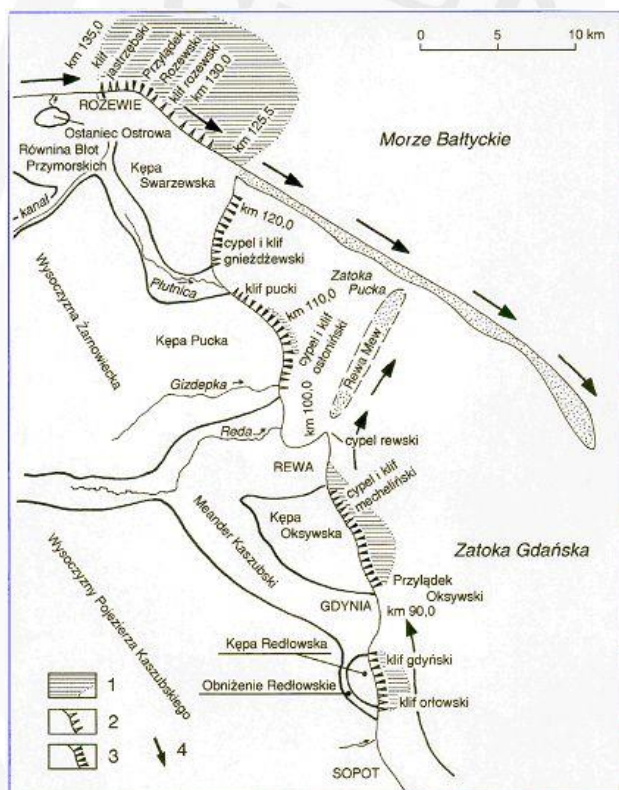 0 5 10 km
km 135,0
klif
jastrzębski
Przylądek
Rozewski
klif rozewski
km 130,0
km 125,5
ROZEWIE
Ostaniec Ostrowa
Równina Błot
Przymorskich
Morze Bałtyckie
Kępa
Swarzewska
kanał
km 120,0
cypel i klif
gnieżdżewski
Zatoka
Pucka
Płutnica
klif pucki
km 110,0
Wysoczyzna Żarnowiecka
Kępa Pucka
cypel i klif
osłoniński
Rewa Mew
Gizdepka
km 100,0
Reda
cypel rewski
REWA
cypel i klif
mecheliński
Meander Kaszubski
Kępa
Oksywska
Zatoka Gdańska
Wysoczyzny Pojezierza Kaszubskiego
Przylądek
Oksywski
GDYNIA
km 90,0
Kępa Redłowska
klif gdyński
Obniżenie Redłowskie
klif orłowski
1
2
3
4
SOPOT